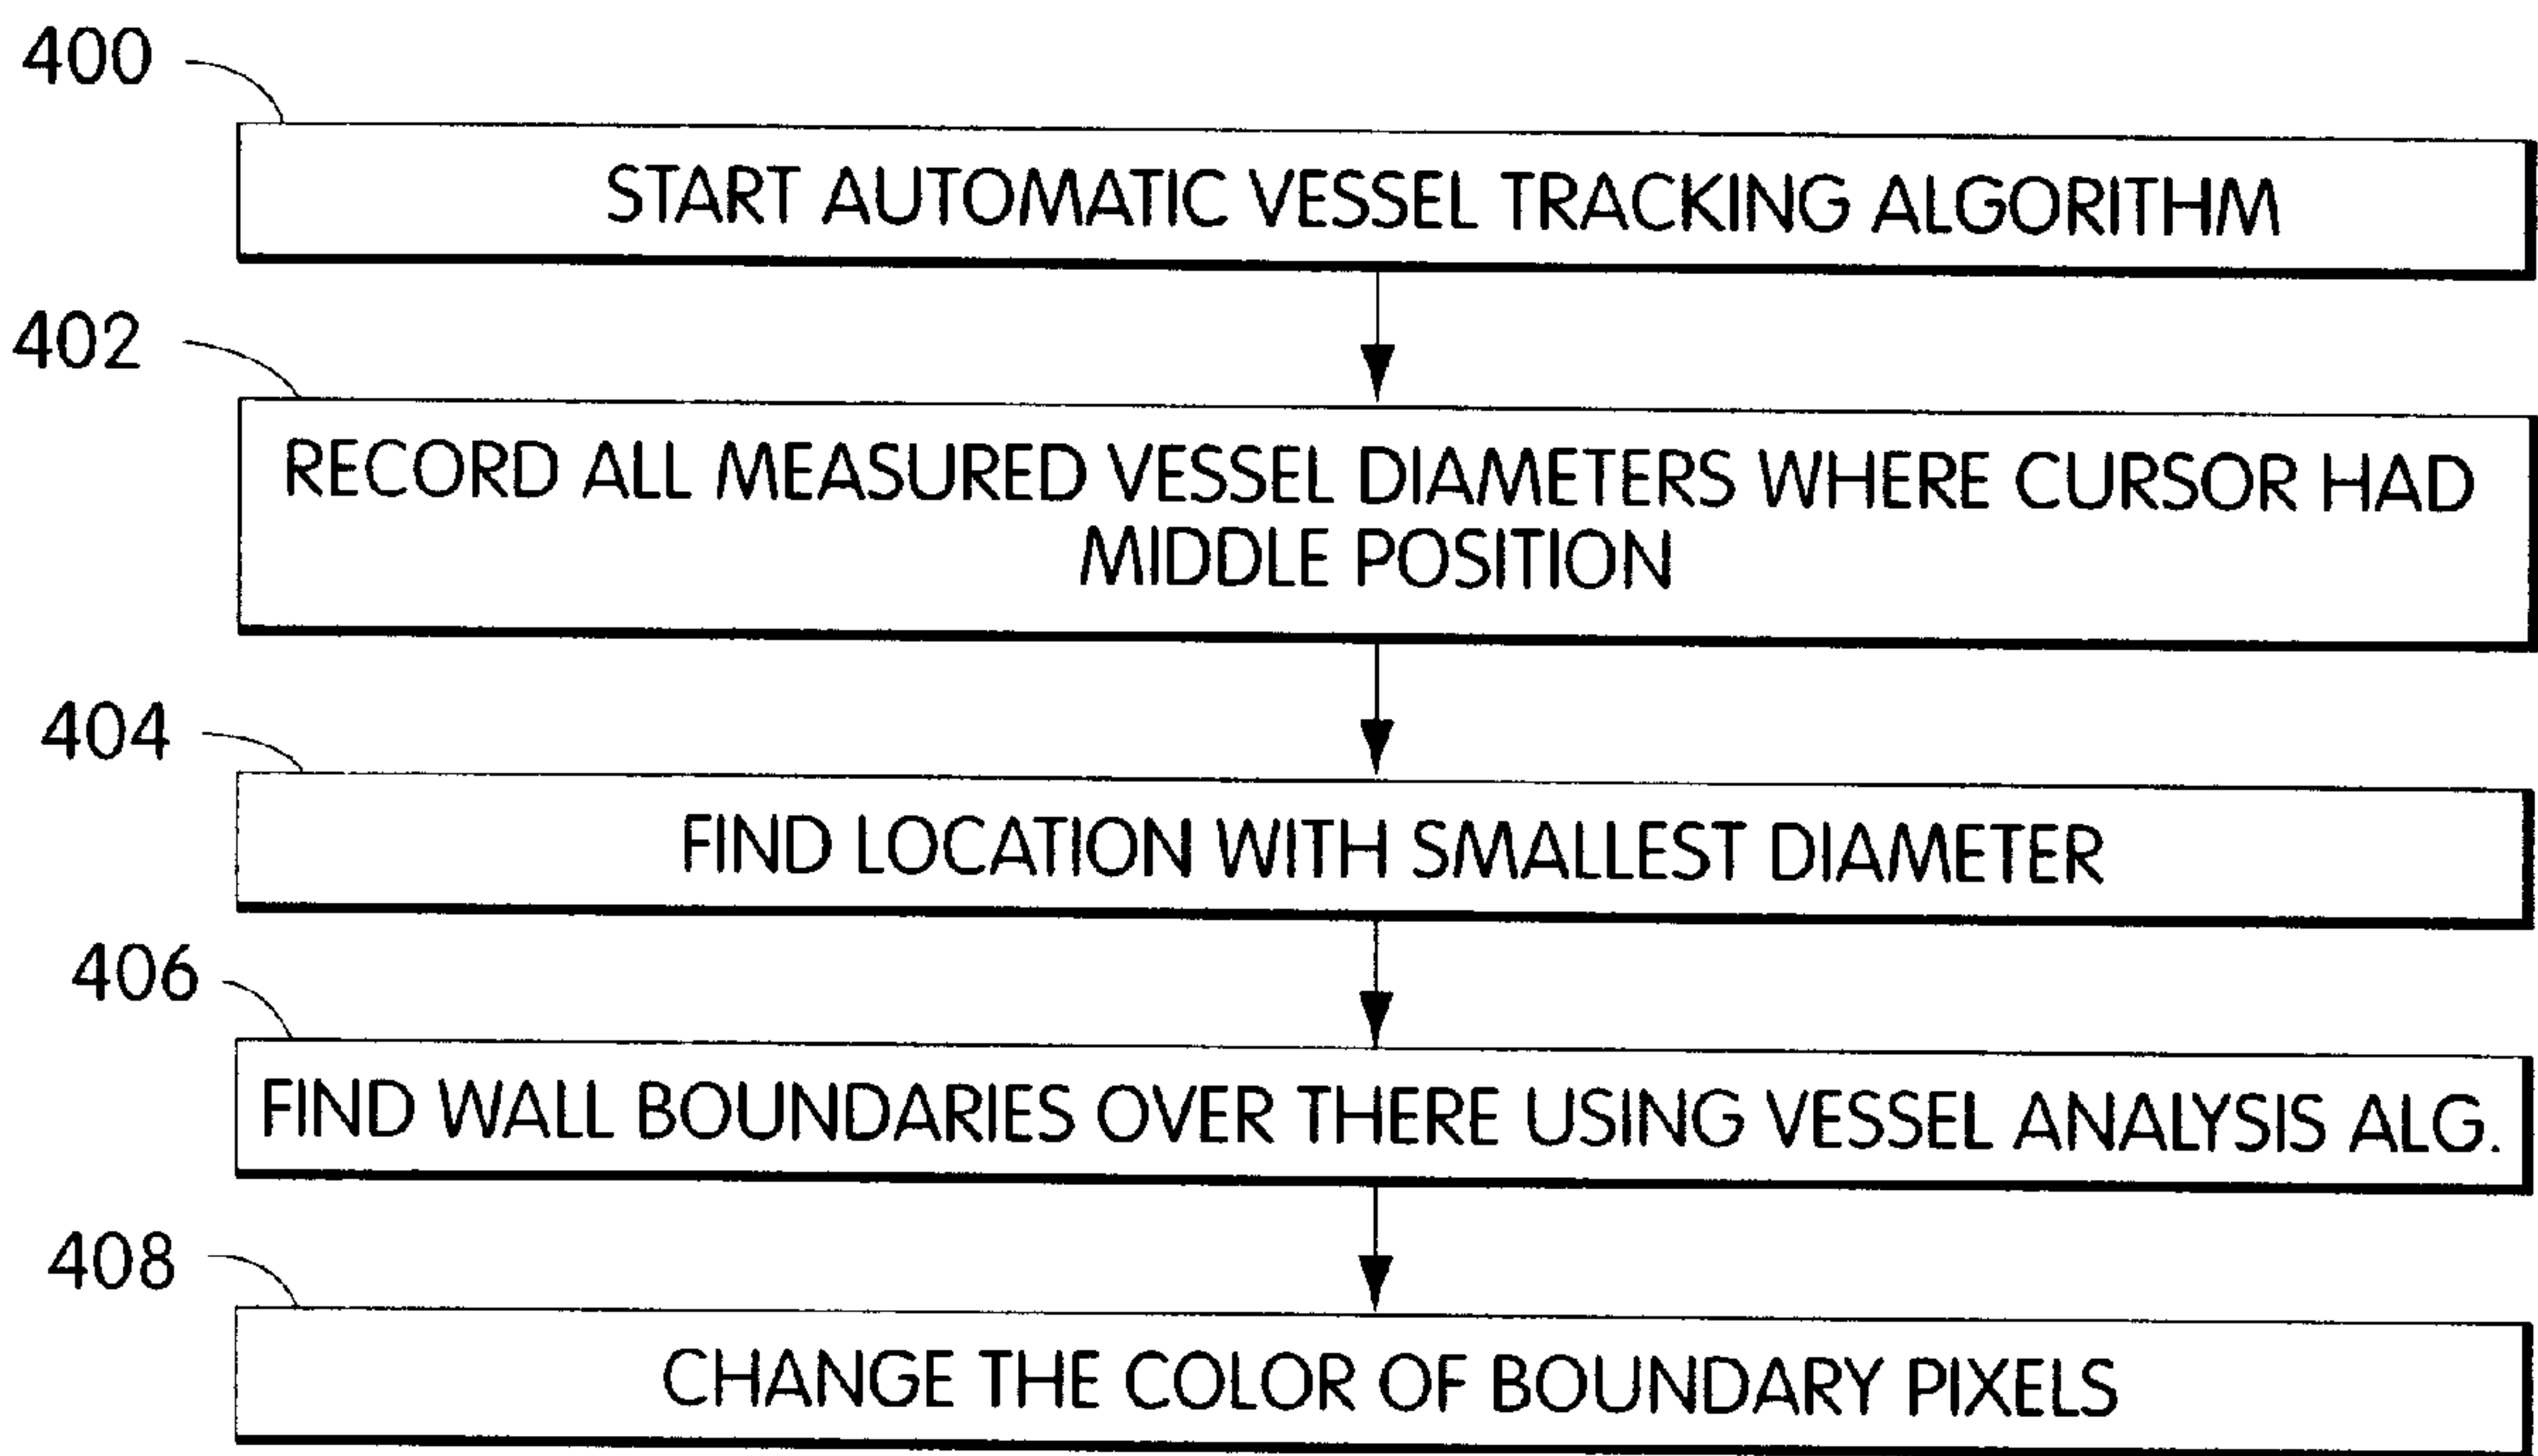 400
START AUTOMATIC VESSEL TRACKING ALGORITHM
402
RECORD ALL MEASURED VESSEL DIAMETERS WHERE CURSOR HAD
MIDDLE POSITION
404
FIND LOCATION WITH SMALLEST DIAMETER
406
FIND WALL BOUNDARIES OVER THERE USING VESSEL ANALYSIS ALG.
408
CHANGE THE COLOR OF BOUNDARY PIXELS